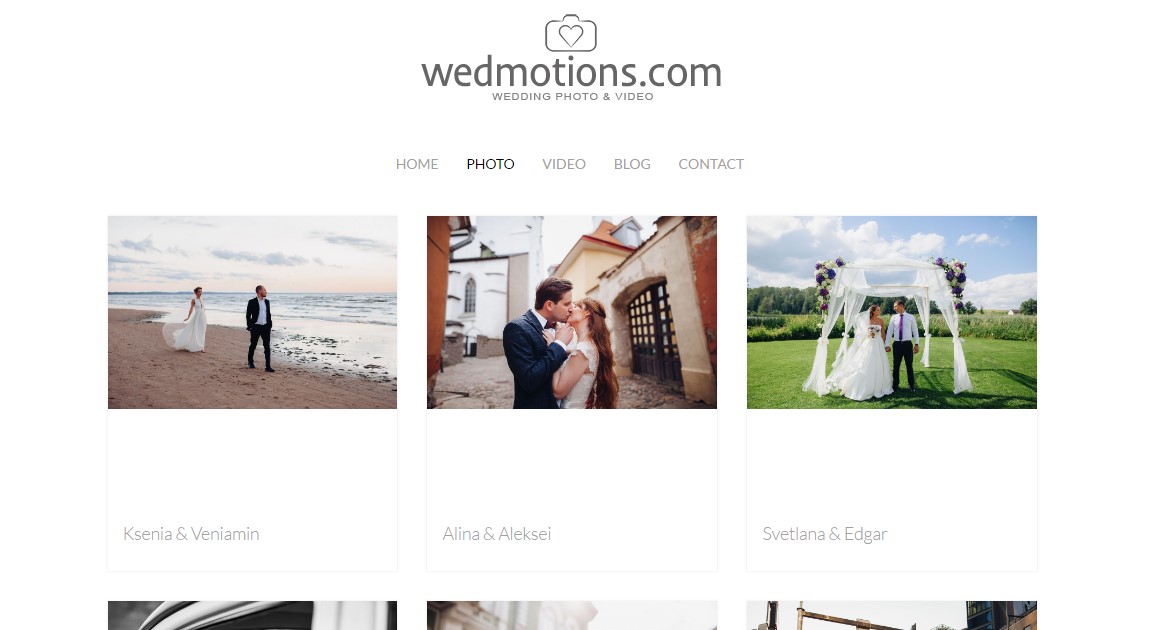 wedmotions.com
WEDDING PHOTO & VIDEO
HOME PHOTO VIDEO BLOG CONTACT
Ksenia & Veniamin
Alina & Aleksei
Svetlana & Edgar